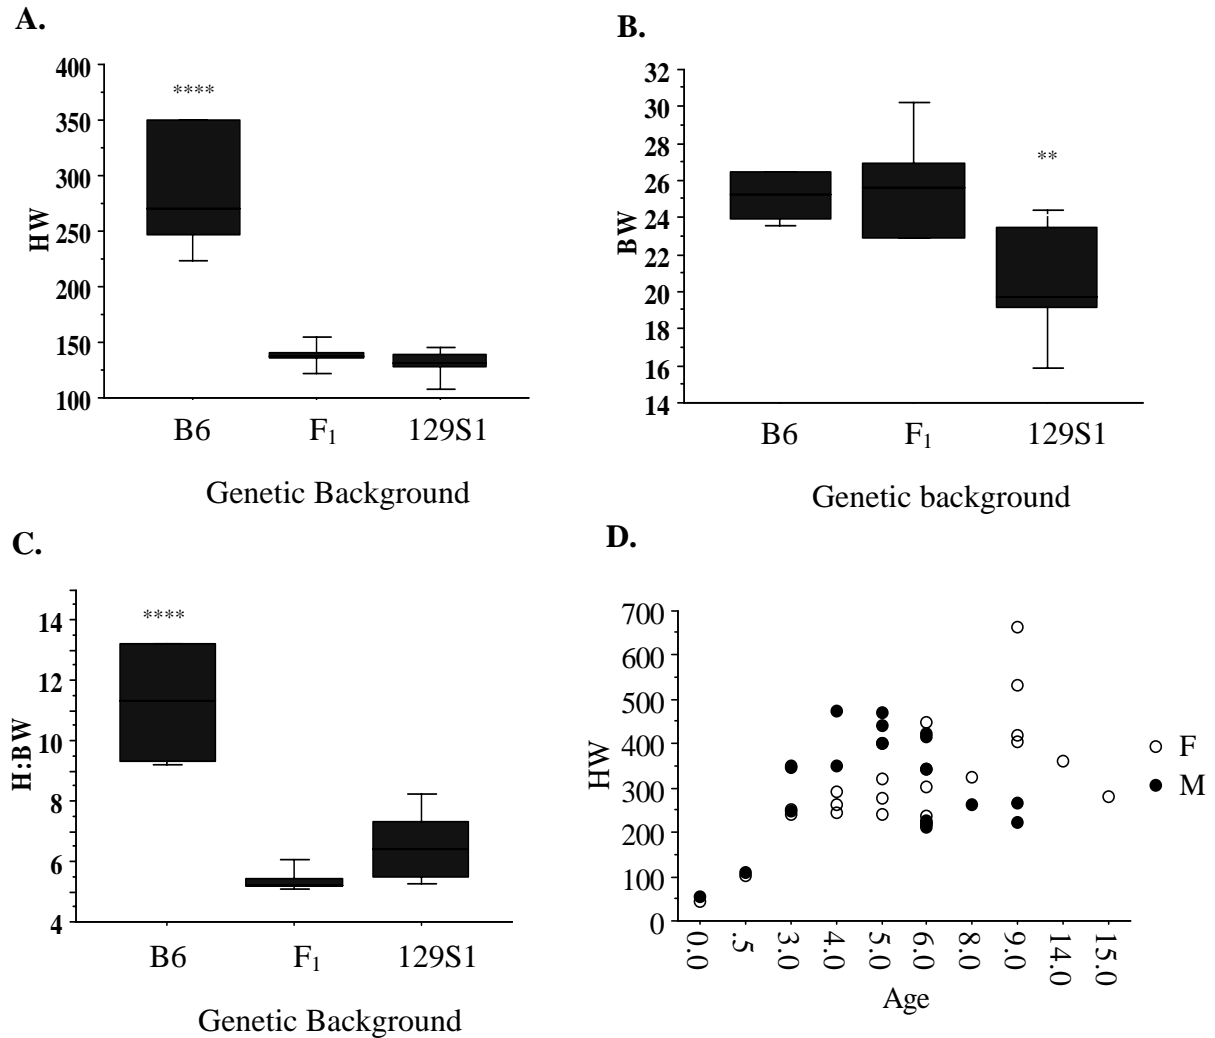 A.
400
350
300
250
200
150
100
HW
****
B6
F₁
129S1
Genetic Background
B.
32
30
28
26
24
22
20
18
16
14
BW
**
B6
F₁
129S1
Genetic background
C.
14
12
10
8
6
4
H:BW
****
B6
F₁
129S1
Genetic Background
D.
700
600
500
400
300
200
100
0
HW
0.0
.5
3.0
4.0
5.0
6.0
8.0
9.0
14.0
15.0
Age
F
M